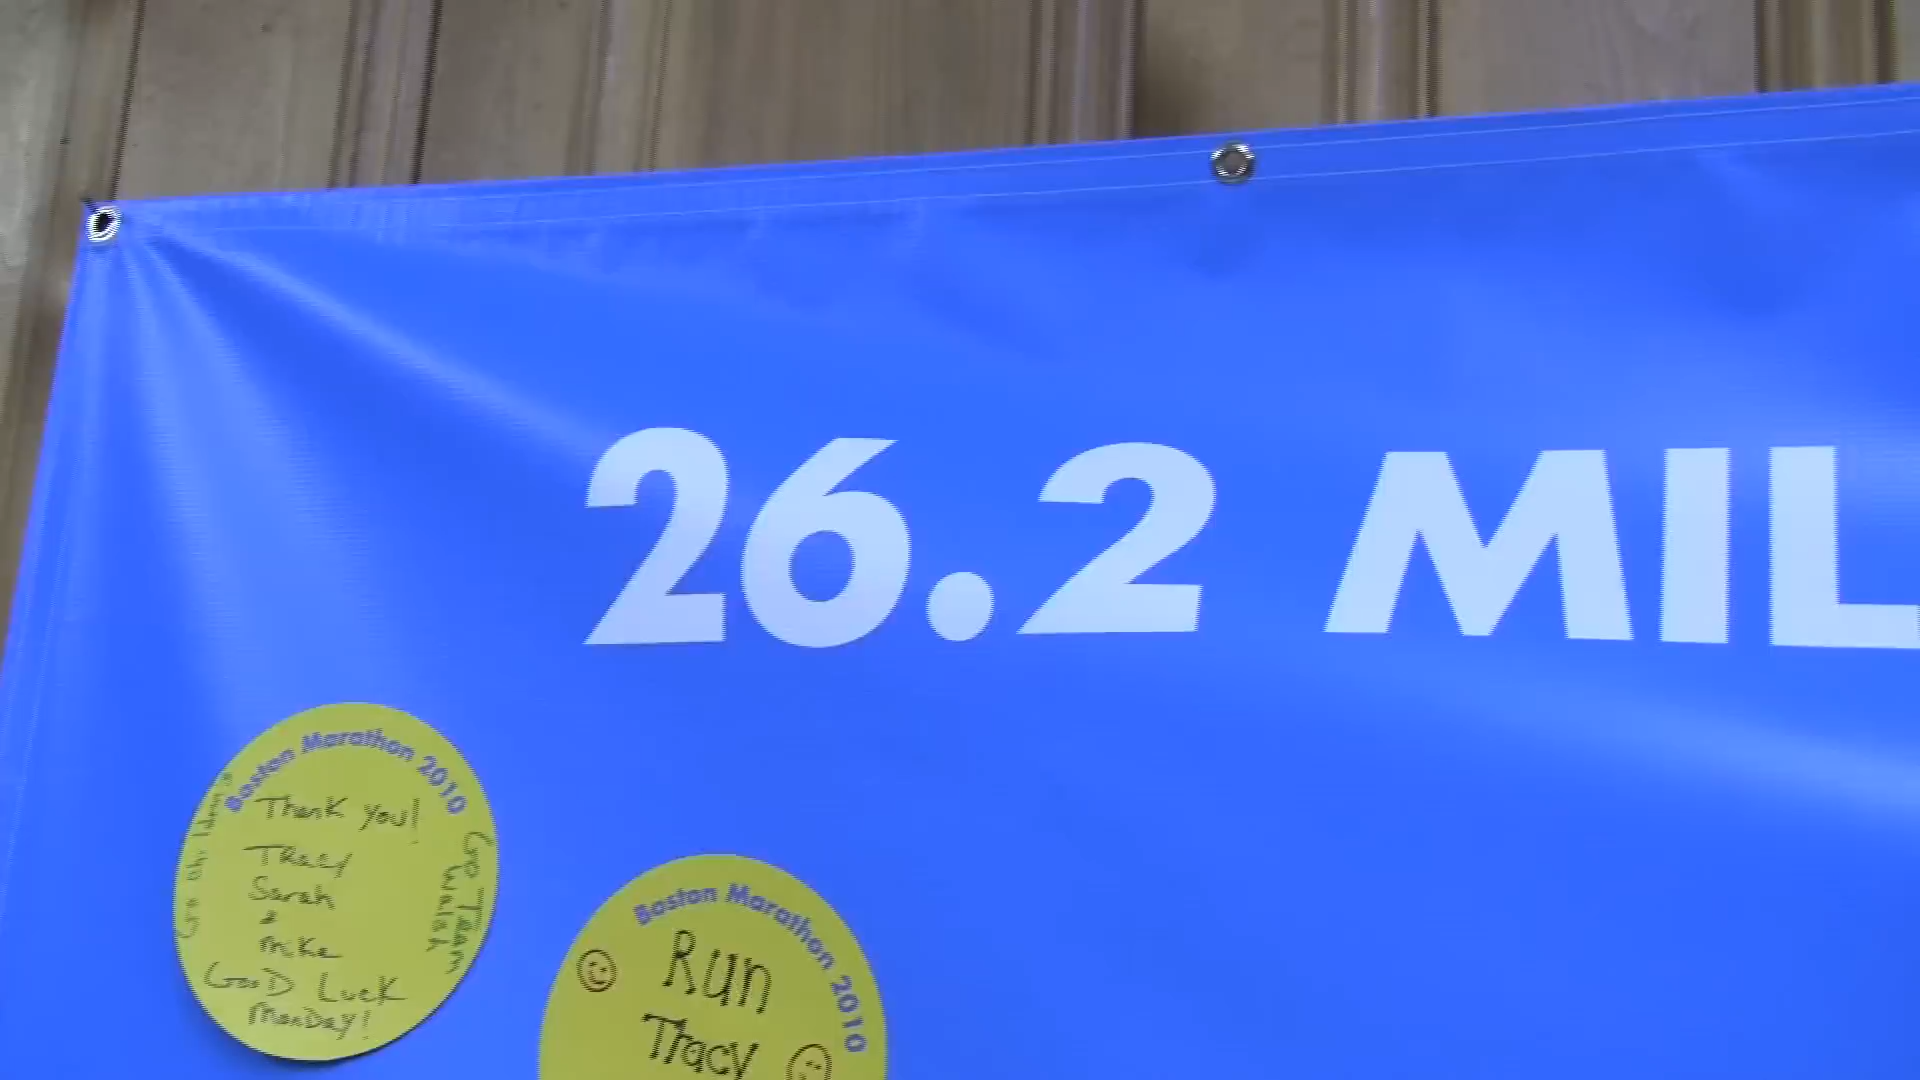 26.2 MIL
Boston Marathon 2010
Thank you!
Tracy
Sarah
&
Mike
Good Luck
Monday!
Go Team
Boston Marathon 2010
Run
Tracy